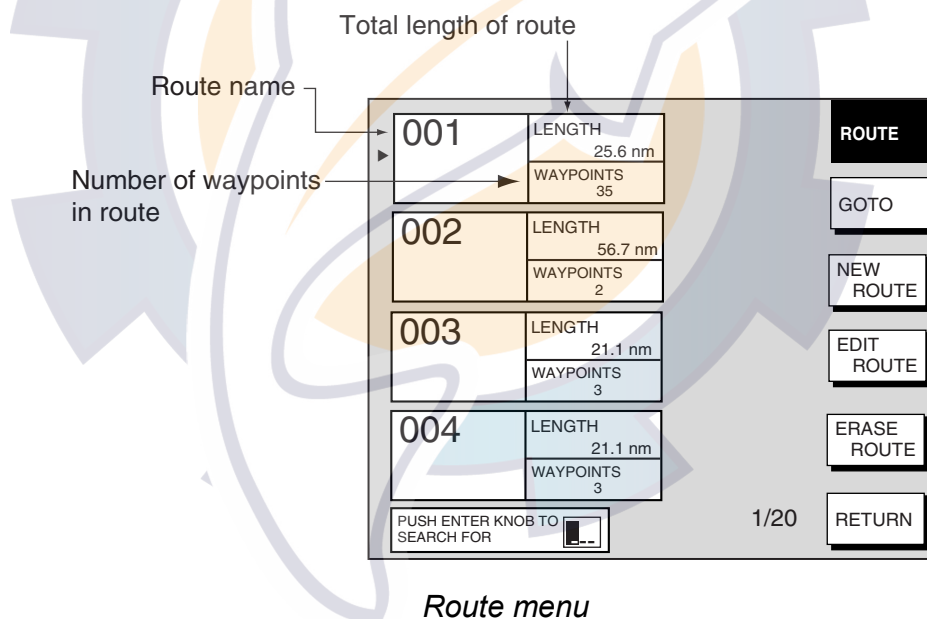 Total length of route
Route name
Number of waypoints
in route
001
LENGTH
25.6 nm
WAYPOINTS
35
002
LENGTH
56.7 nm
WAYPOINTS
2
003
LENGTH
21.1 nm
WAYPOINTS
3
004
LENGTH
21.1 nm
WAYPOINTS
3
PUSH ENTER KNOB TO
SEARCH FOR
_--
1/20
ROUTE
GOTO
NEW
ROUTE
EDIT
ROUTE
ERASE
ROUTE
RETURN
Route menu